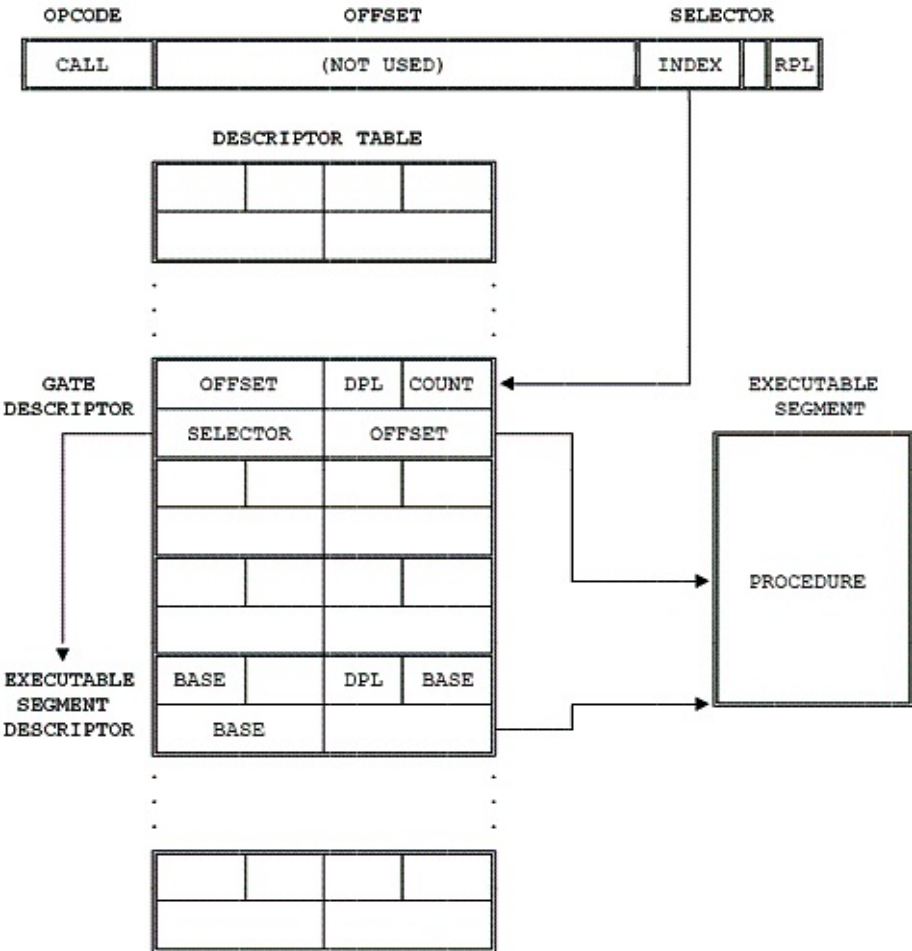 OPCODE OFFSET SELECTOR
CALL (NOT USED) INDEX RPL
DESCRIPTOR TABLE
GATE DESCRIPTOR
OFFSET DPL COUNT
SELECTOR OFFSET
EXECUTABLE
SEGMENT
PROCEDURE
EXECUTABLE
SEGMENT
DESCRIPTOR
BASE DPL BASE
BASE